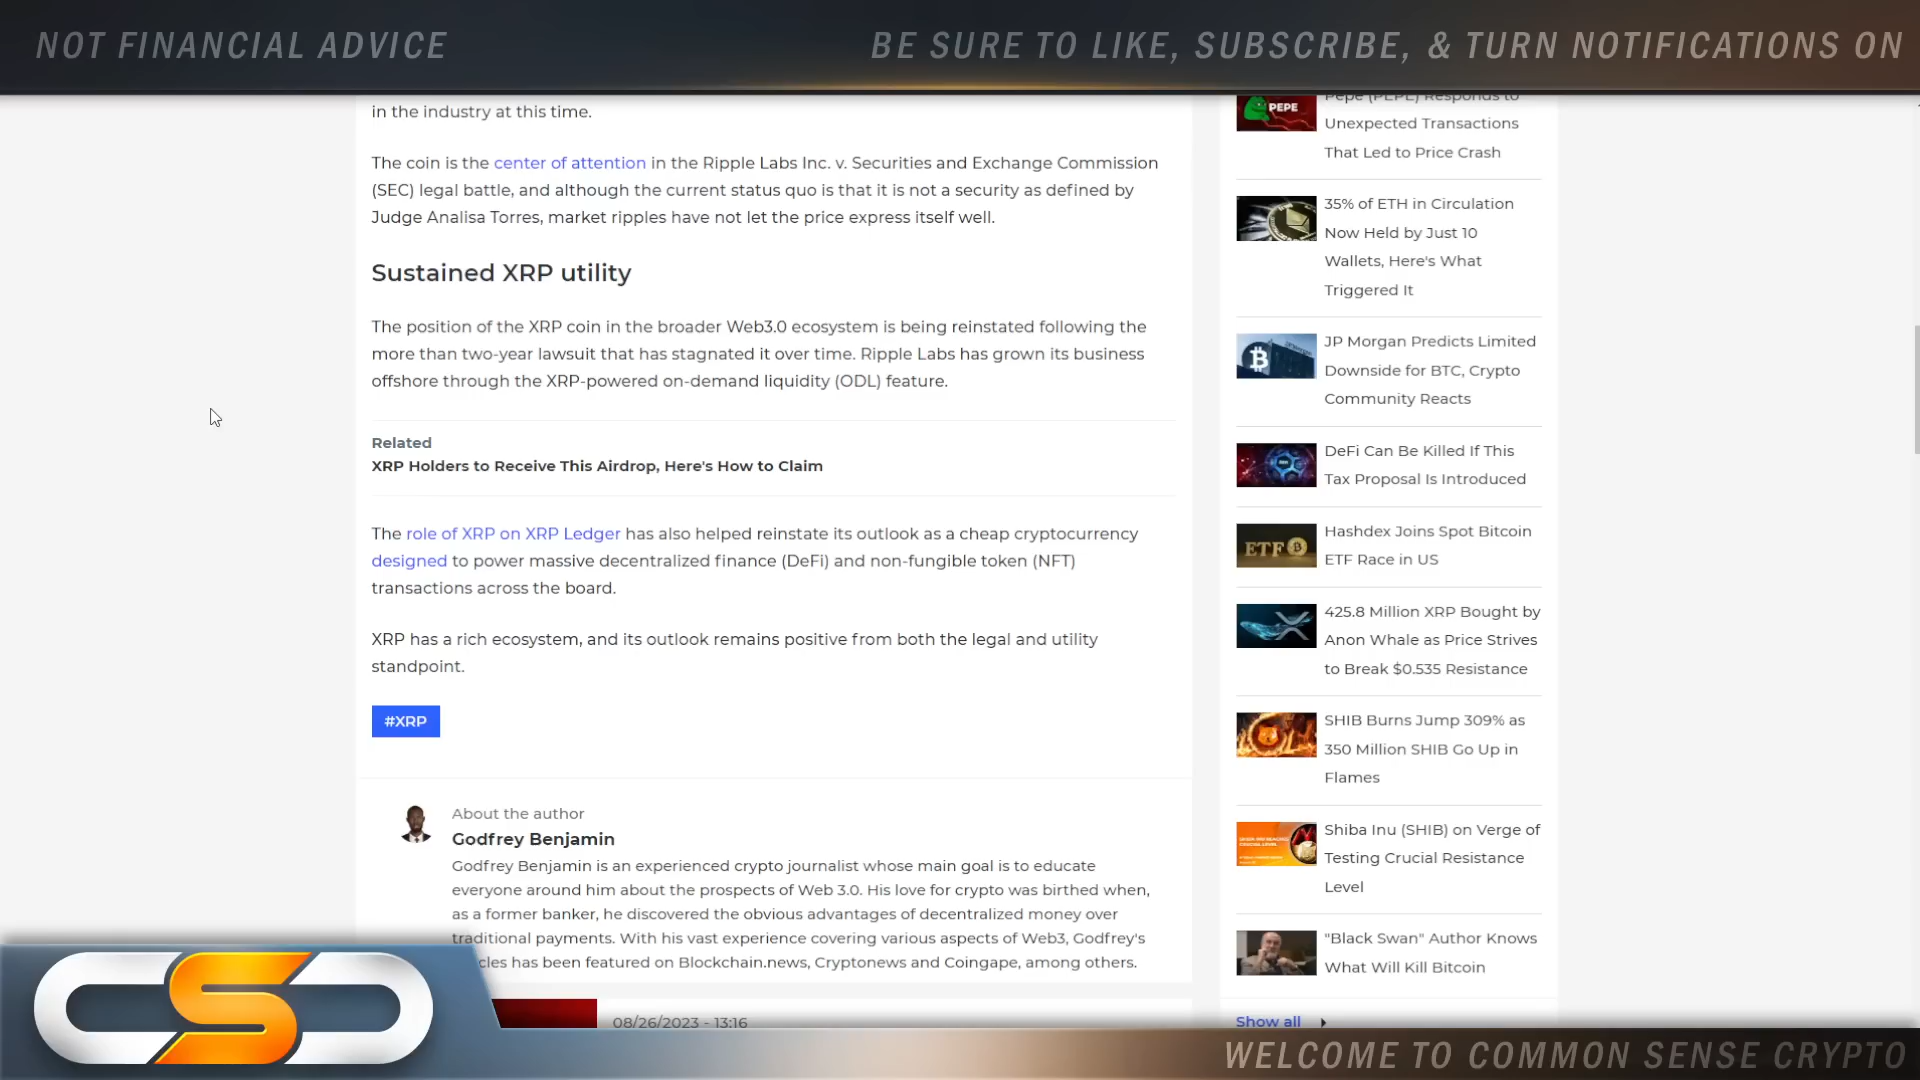 NOT FINANCIAL ADVICE
BE SURE TO LIKE, SUBSCRIBE, & TURN NOTIFICATIONS ON
in the industry at this time.
The coin is the center of attention in the Ripple Labs Inc. v. Securities and Exchange Commission
(SEC) legal battle, and although the current status quo is that it is not a security as defined by
Judge Analisa Torres, market ripples have not let the price express itself well.
Sustained XRP utility
The position of the XRP coin in the broader Web3.0 ecosystem is being reinstated following the
more than two-year lawsuit that has stagnated it over time. Ripple Labs has grown its business
offshore through the XRP-powered on-demand liquidity (ODL) feature.
Related
XRP Holders to Receive This Airdrop, Here's How to Claim
The role of XRP on XRP Ledger has also helped reinstate its outlook as a cheap cryptocurrency
designed to power massive decentralized finance (DeFi) and non-fungible token (NFT)
transactions across the board.
XRP has a rich ecosystem, and its outlook remains positive from both the legal and utility
standpoint.
#XRP
About the author
Godfrey Benjamin
Godfrey Benjamin is an experienced crypto journalist whose main goal is to educate
everyone around him about the prospects of Web 3.0. His love for crypto was birthed when,
as a former banker, he discovered the obvious advantages of decentralized money over
traditional payments. With his vast experience covering various aspects of Web3, Godfrey's
cles has been featured on Blockchain.news, Cryptonews and Coingape, among others.
08/26/2023 - 13:16
PEPE
Pepe (PEPE) Responds to
Unexpected Transactions
That Led to Price Crash
35% of ETH in Circulation
Now Held by Just 10
Wallets, Here's What
Triggered It
JP Morgan Predicts Limited
Downside for BTC, Crypto
Community Reacts
DeFi Can Be Killed If This
Tax Proposal Is Introduced
ETF
Hashdex Joins Spot Bitcoin
ETF Race in US
425.8 Million XRP Bought by
Anon Whale as Price Strives
to Break $0.535 Resistance
SHIB Burns Jump 309% as
350 Million SHIB Go Up in
Flames
Shiba Inu (SHIB) on Verge of
Testing Crucial Resistance
Level
"Black Swan" Author Knows
What Will Kill Bitcoin
Show all
CSC
WELCOME TO COMMON SENSE CRYPTO